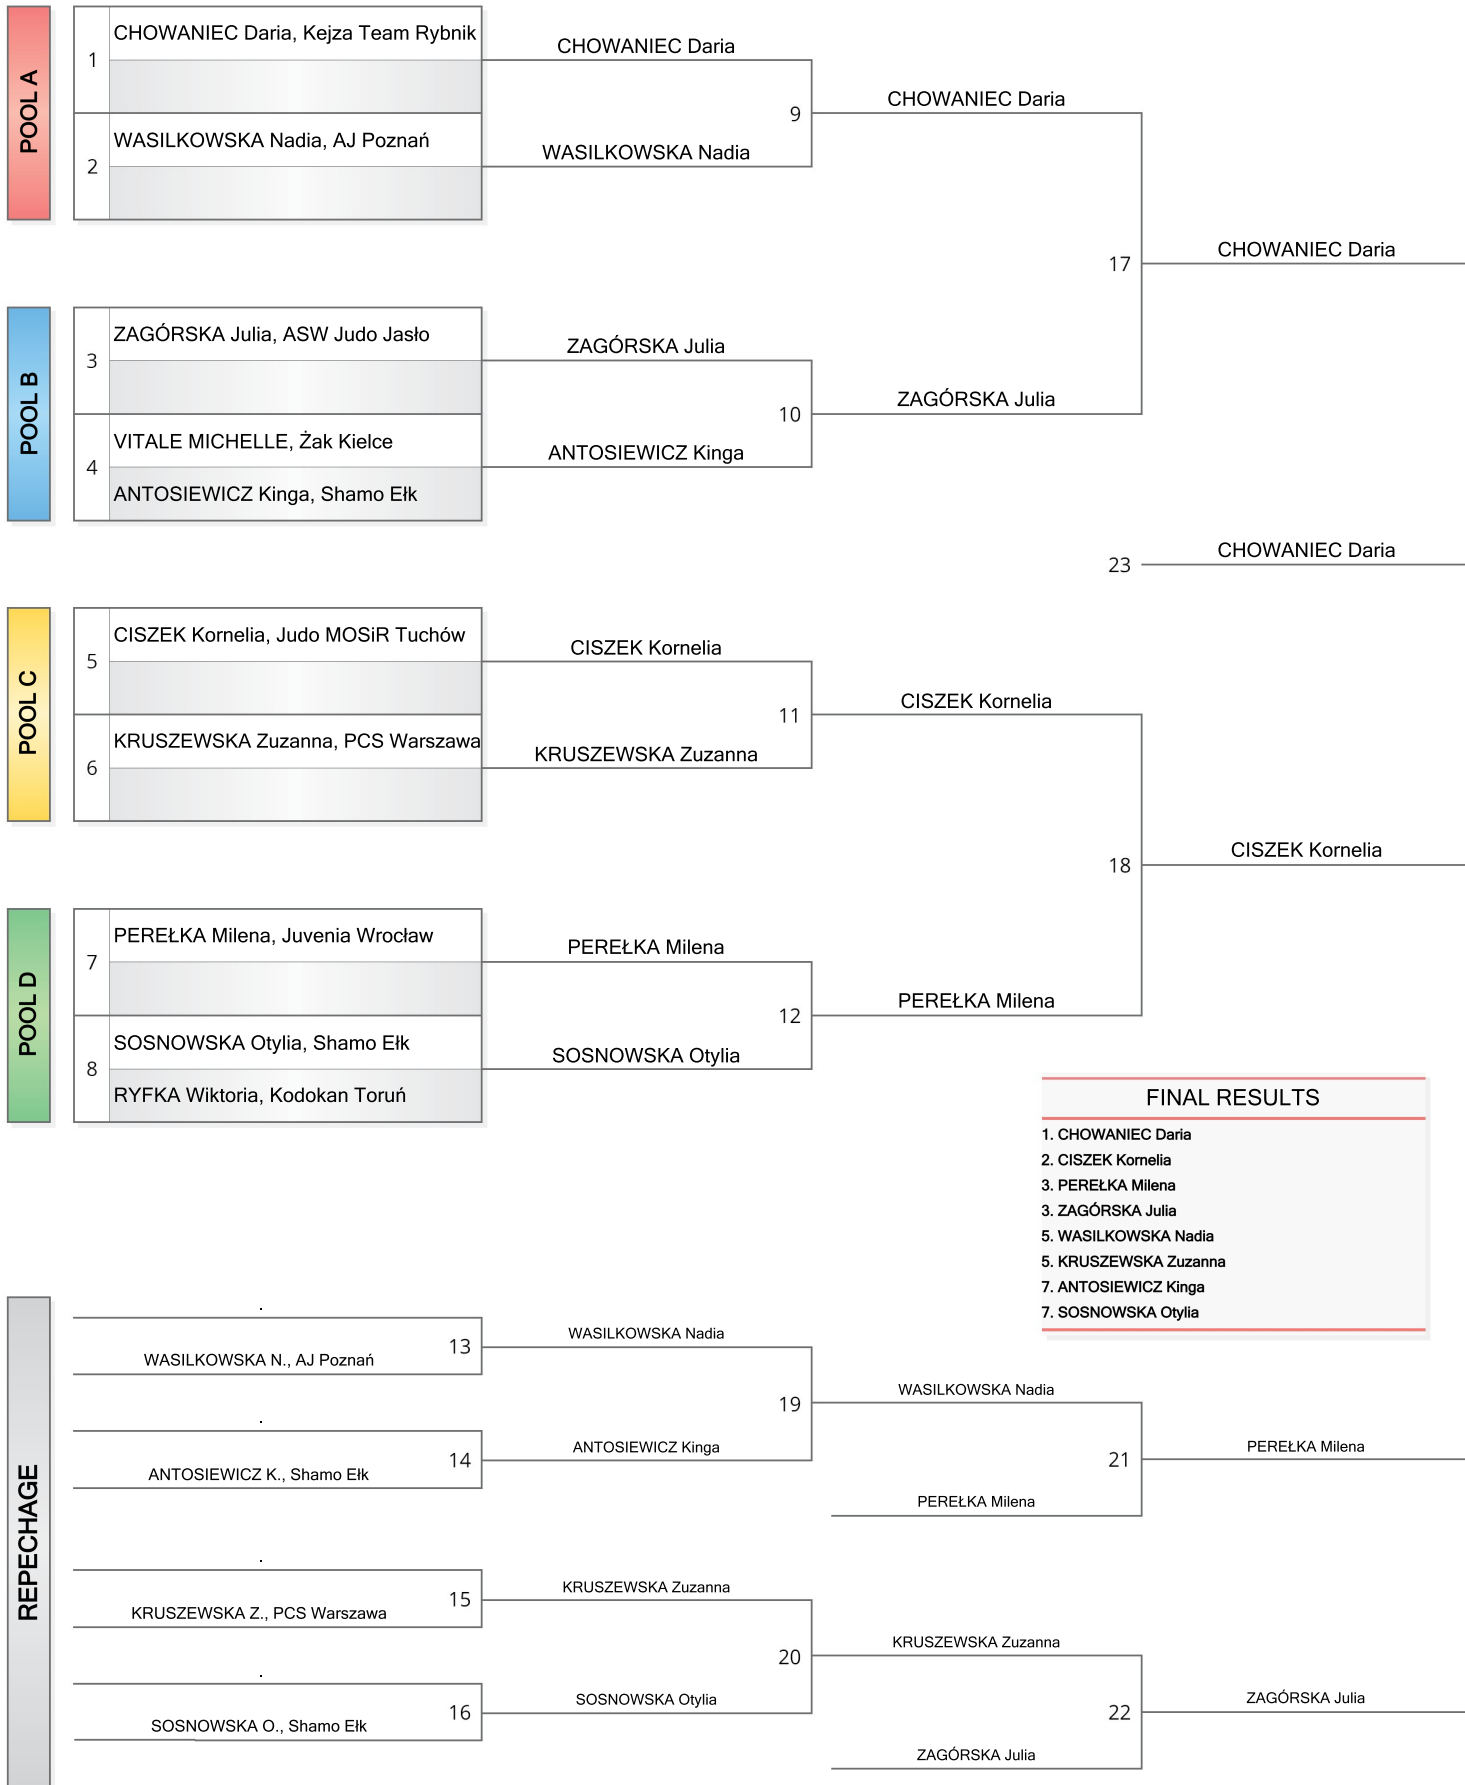 POOL A
1
CHOWANIEC Daria, Kejza Team Rybnik
2
WASILKOWSKA Nadia, AJ Poznań
CHOWANIEC Daria
WASILKOWSKA Nadia
9
CHOWANIEC Daria
17
CHOWANIEC Daria
POOL B
3
ZAGÓRSKA Julia, ASW Judo Jasło
4
VITALE MICHELLE, Żak Kielce
ANTOSIEWICZ Kinga, Shamo Ełk
ZAGÓRSKA Julia
ANTOSIEWICZ Kinga
10
ZAGÓRSKA Julia
23
CHOWANIEC Daria
POOL C
5
CISZEK Kornelia, Judo MOSiR Tuchów
6
KRUSZEWSKA Zuzanna, PCS Warszawa
CISZEK Kornelia
KRUSZEWSKA Zuzanna
11
CISZEK Kornelia
18
CISZEK Kornelia
POOL D
7
PEREŁKA Milena, Juvenia Wrocław
8
SOSNOWSKA Otylia, Shamo Ełk
RYFKA Wiktoria, Kodokan Toruń
PEREŁKA Milena
SOSNOWSKA Otylia
12
PEREŁKA Milena
FINAL RESULTS
1. CHOWANIEC Daria
2. CISZEK Kornelia
3. PEREŁKA Milena
3. ZAGÓRSKA Julia
5. WASILKOWSKA Nadia
5. KRUSZEWSKA Zuzanna
7. ANTOSIEWICZ Kinga
7. SOSNOWSKA Otylia
REPECHAGE
.
WASILKOWSKA N., AJ Poznań
13
WASILKOWSKA Nadia
.
ANTOSIEWICZ K., Shamo Ełk
14
ANTOSIEWICZ Kinga
19
WASILKOWSKA Nadia
PEREŁKA Milena
21
PEREŁKA Milena
.
KRUSZEWSKA Z., PCS Warszawa
15
KRUSZEWSKA Zuzanna
.
SOSNOWSKA O., Shamo Ełk
16
SOSNOWSKA Otylia
20
KRUSZEWSKA Zuzanna
ZAGÓRSKA Julia
22
ZAGÓRSKA Julia